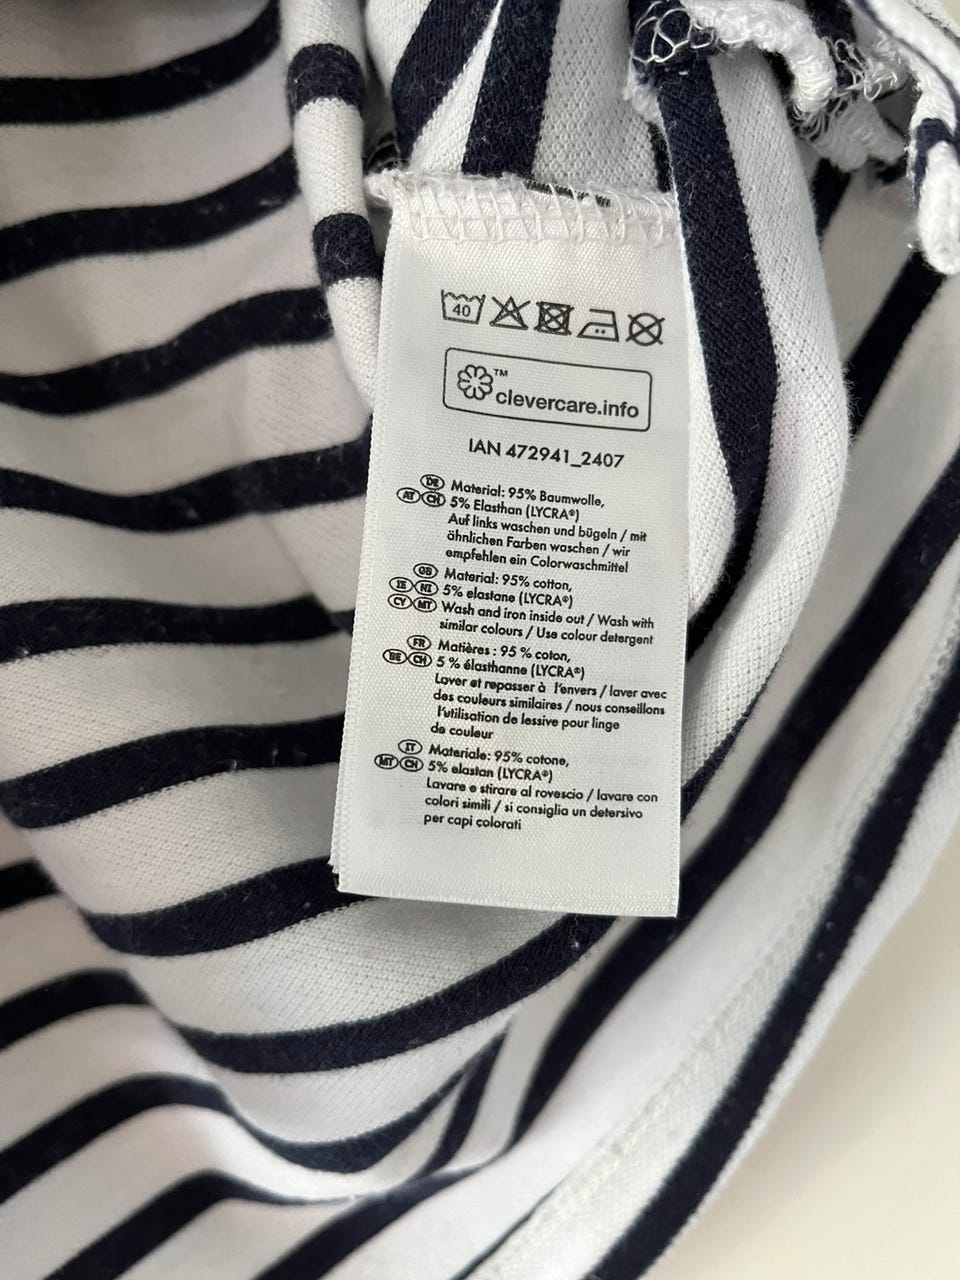 40
™
clevercare.info
IAN 472941_2407
DE Material: 95% Baumwolle,
AT CH 5% Elasthan (LYCRA®)
Auf links waschen und bügeln / mit
ähnlichen Farben waschen / wir
empfehlen ein Colorwaschmittel
GB Material: 95% cotton,
IE NI 5% elastane (LYCRA®)
CY MT Wash and iron inside out / Wash with
similar colours / Use colour detergent
FR Matières : 95 % coton,
BE CH 5 % élasthanne (LYCRA®)
Laver et repasser à l'envers / laver avec
des couleurs similaires / nous conseillons
l'utilisation de lessive pour linge
de couleur
IT Materiale: 95% cotone,
MT CH 5% elastan (LYCRA®)
Lavare e stirare al rovescio / lavare con
colori simili / si consiglia un detersivo
per capi colorati